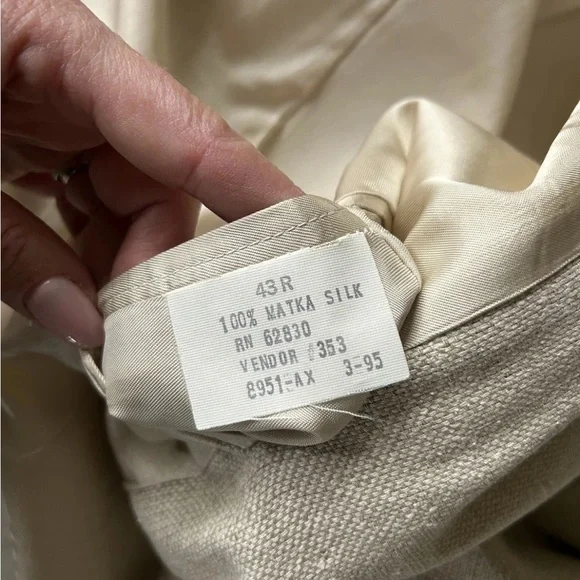 43R
100% MATKA SILK
RN 62830
VENDOR #353
8951-AX 3-95